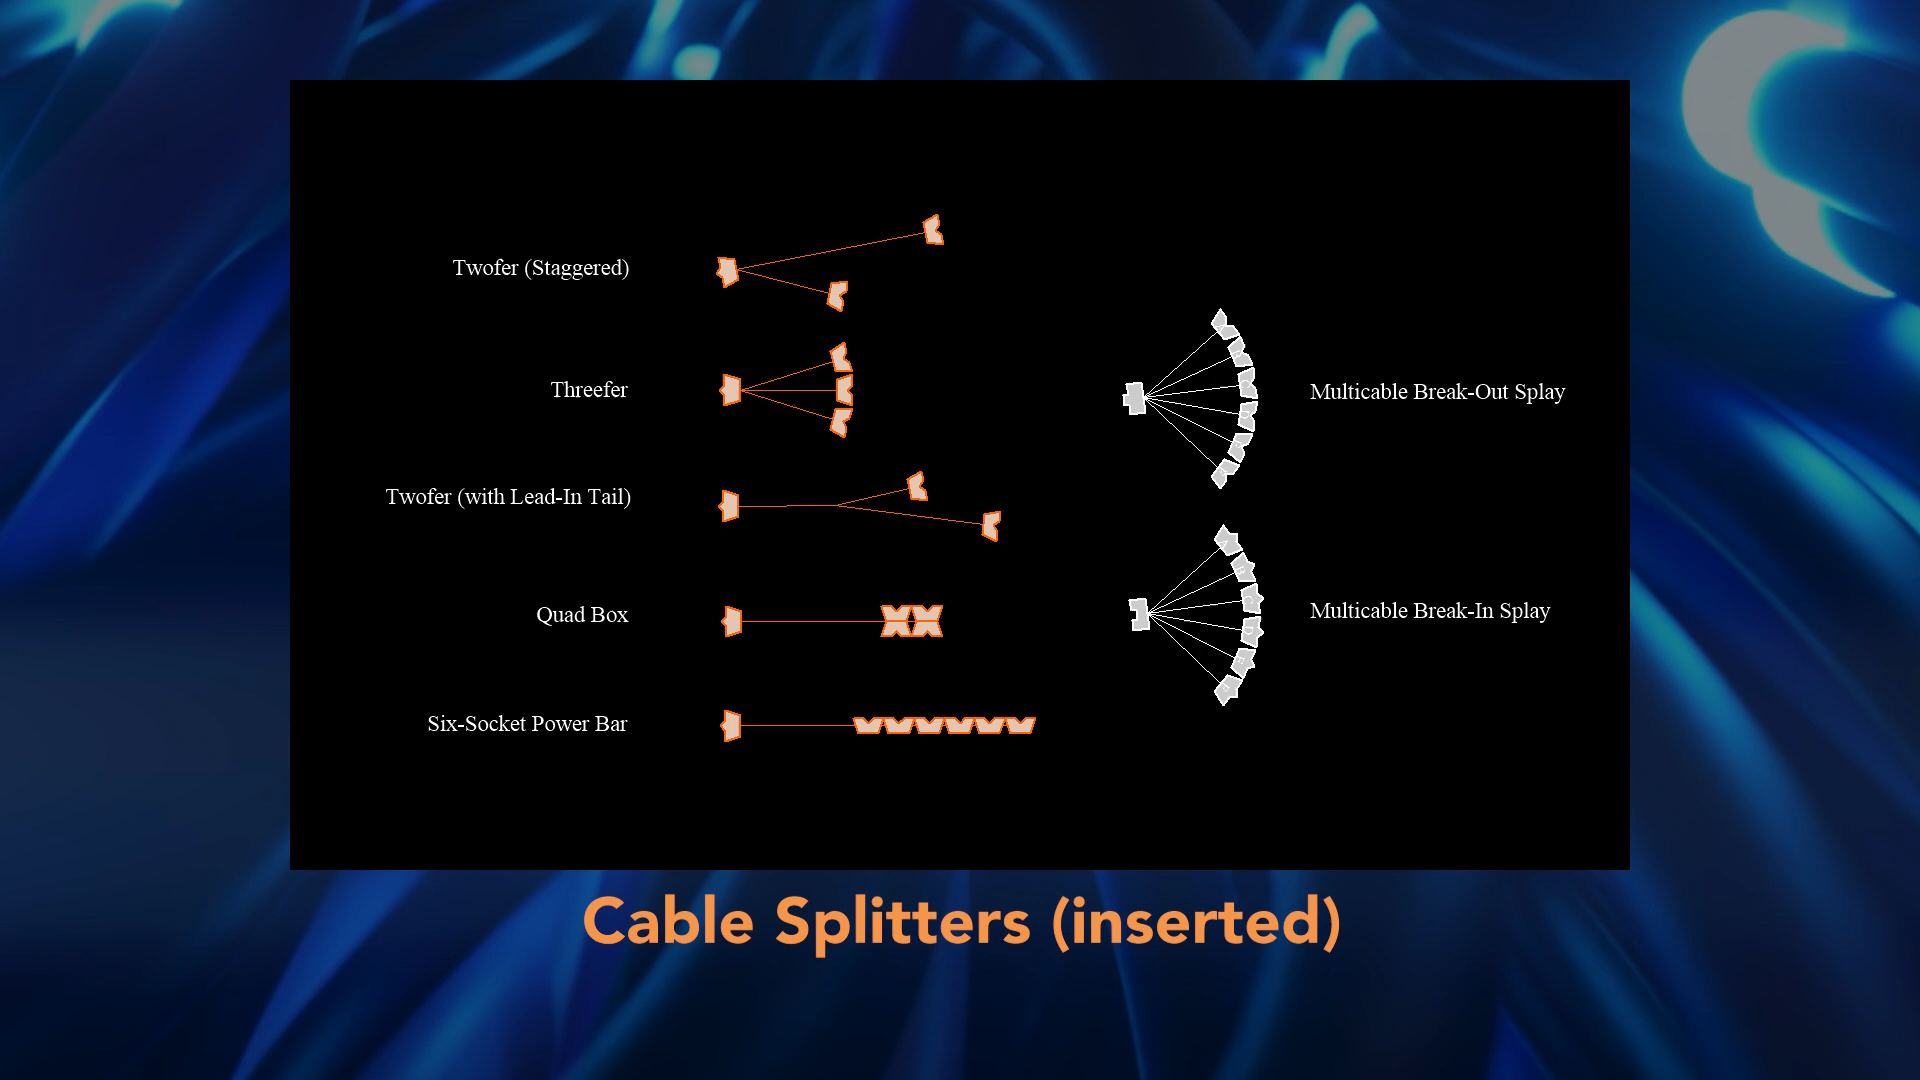 Twofer (Staggered)
Threefer
Twofer (with Lead-In Tail)
Quad Box
Six-Socket Power Bar
Multicable Break-Out Splay
Multicable Break-In Splay
Cable Splitters (inserted)